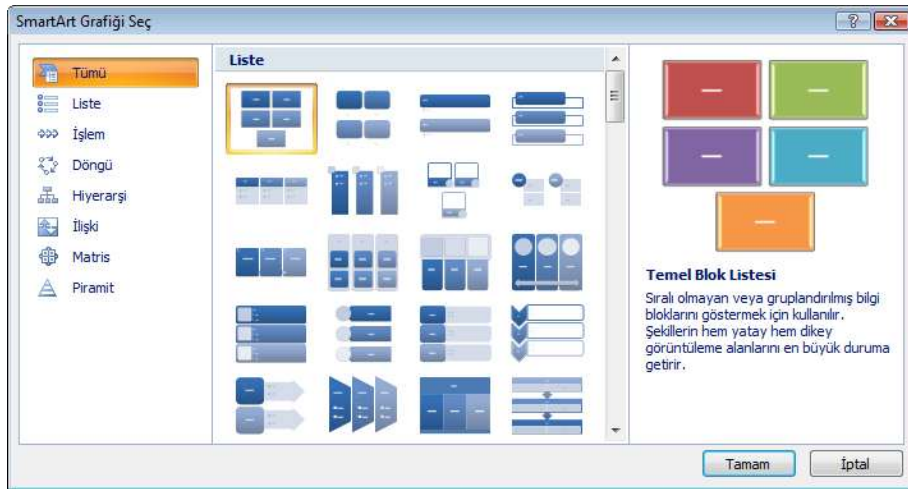 SmartArt Grafiği Seç
Tümü
Liste
İşlem
Döngü
Hiyerarşi
İlişki
Matris
Piramit
Liste
Temel Blok Listesi
Sıralı olmayan veya gruplandırılmış bilgi
bloklarını göstermek için kullanılır.
Şekillerin hem yatay hem dikey
görüntüleme alanlarını en büyük duruma
getirir.
Tamam
İptal